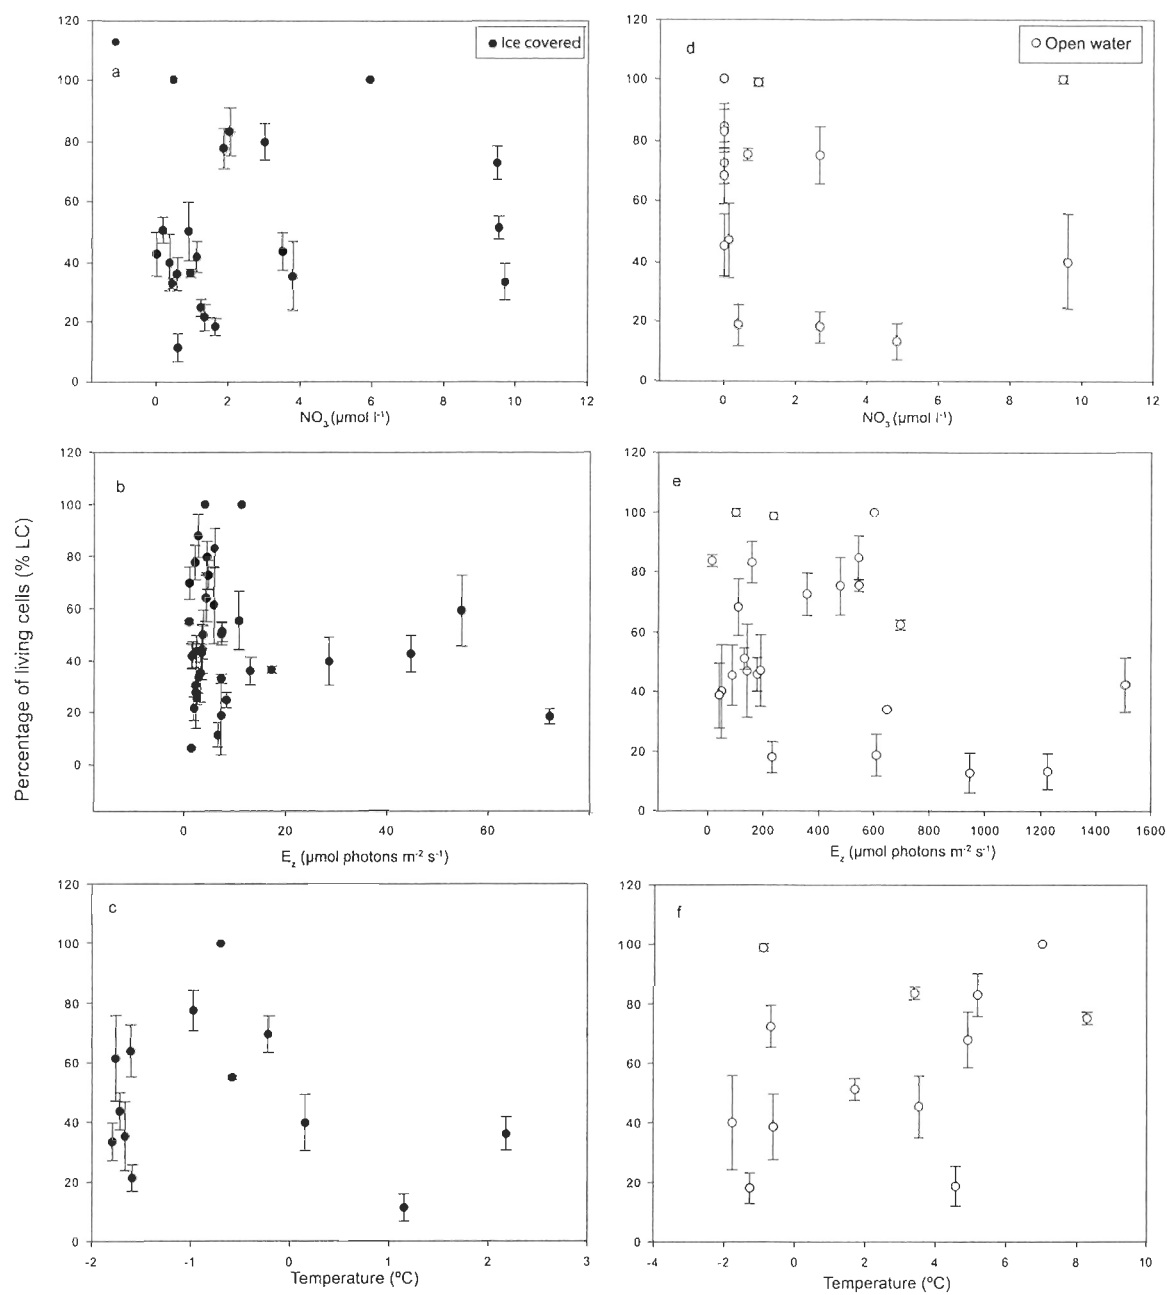 120
100
80
60
40
20
0
a
Ice covered
0 2 4 6 8 10 12
NO3 (µmol l-1)
120
100
80
60
40
20
0
d
Open water
0 2 4 6 8 10 12
NO3 (µmol l-1)
Percentage of living cells (% LC)
120
100
80
60
40
20
0
b
0 20 40 60
Ez (µmol photons m-2 s-1)
120
100
80
60
40
20
0
e
0 200 400 600 800 1000 1200 1400 1600
Ez (µmol photons m-2 s-1)
120
100
80
60
40
20
0
c
-2 -1 0 1 2 3
Temperature (ºC)
120
100
80
60
40
20
0
f
-4 -2 0 2 4 6 8 10
Temperature (ºC)